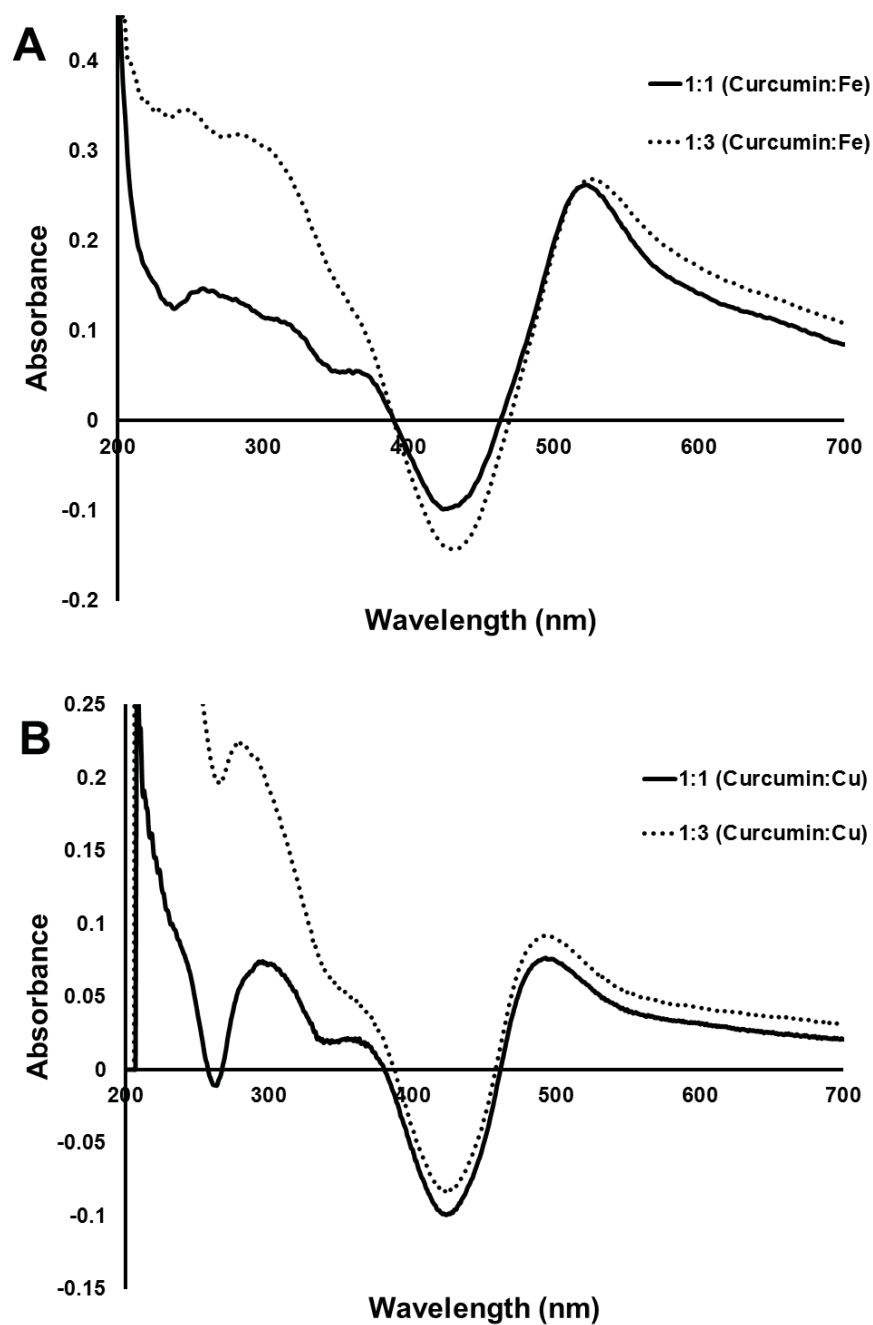 A
0.4
0.3
0.2
0.1
0
-0.1
-0.2
Absorbance
1:1 (Curcumin:Fe)
1:3 (Curcumin:Fe)
200 300 400 500 600 700
Wavelength (nm)
B
0.25
0.2
0.15
0.1
0.05
0
-0.05
-0.1
-0.15
Absorbance
1:1 (Curcumin:Cu)
1:3 (Curcumin:Cu)
200 300 400 500 600 700
Wavelength (nm)